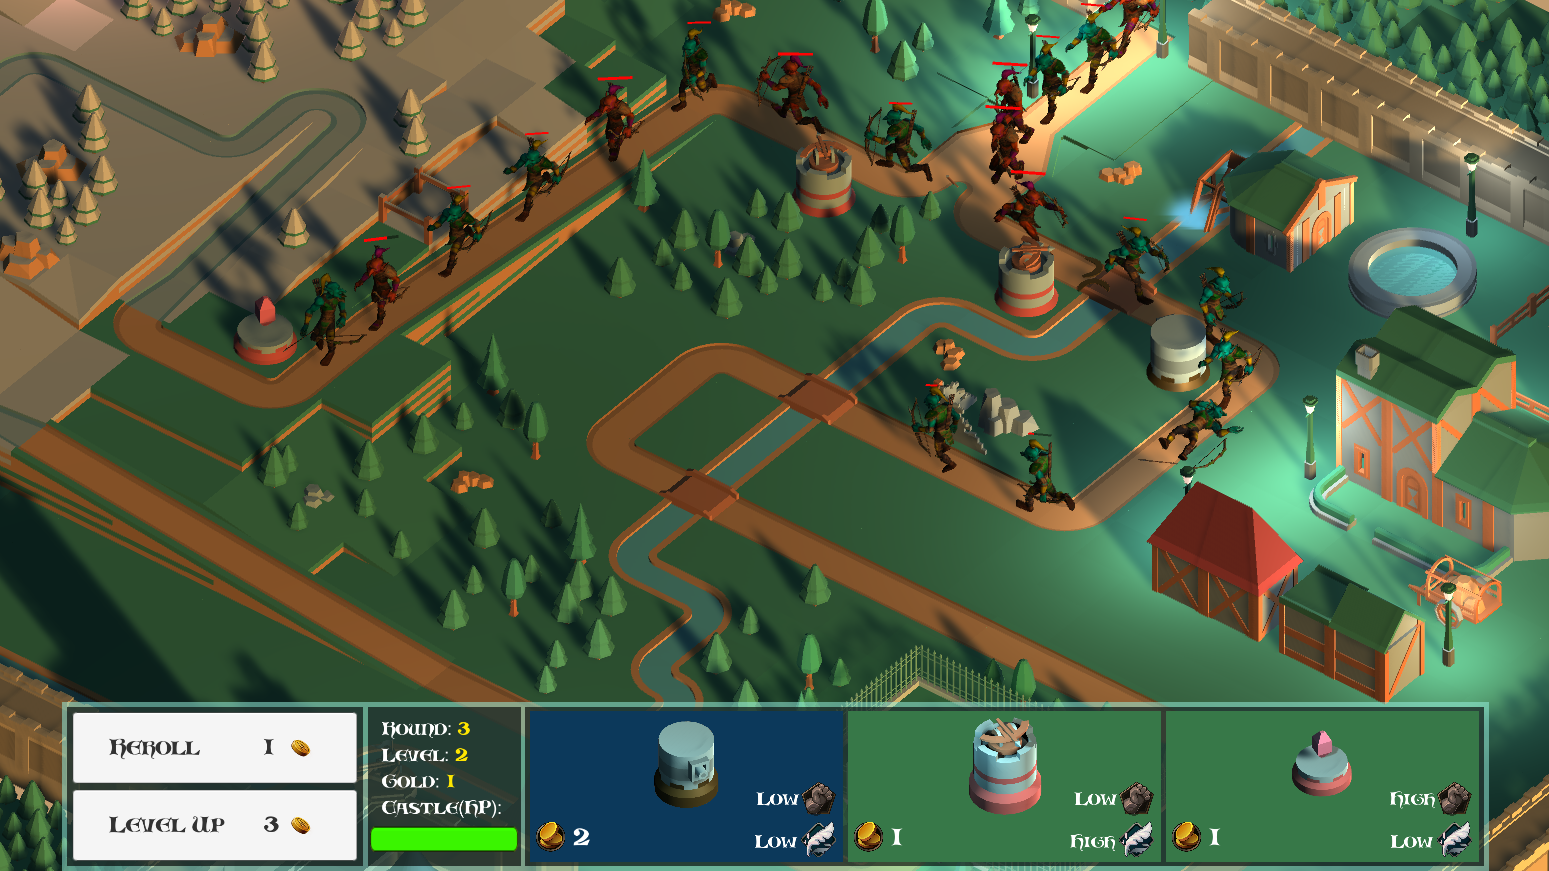 Reroll 1
Level Up 3
Round: 3
Level: 2
Gold: 1
Castle(HP):
2 Low Low
1 Low High
1 High Low